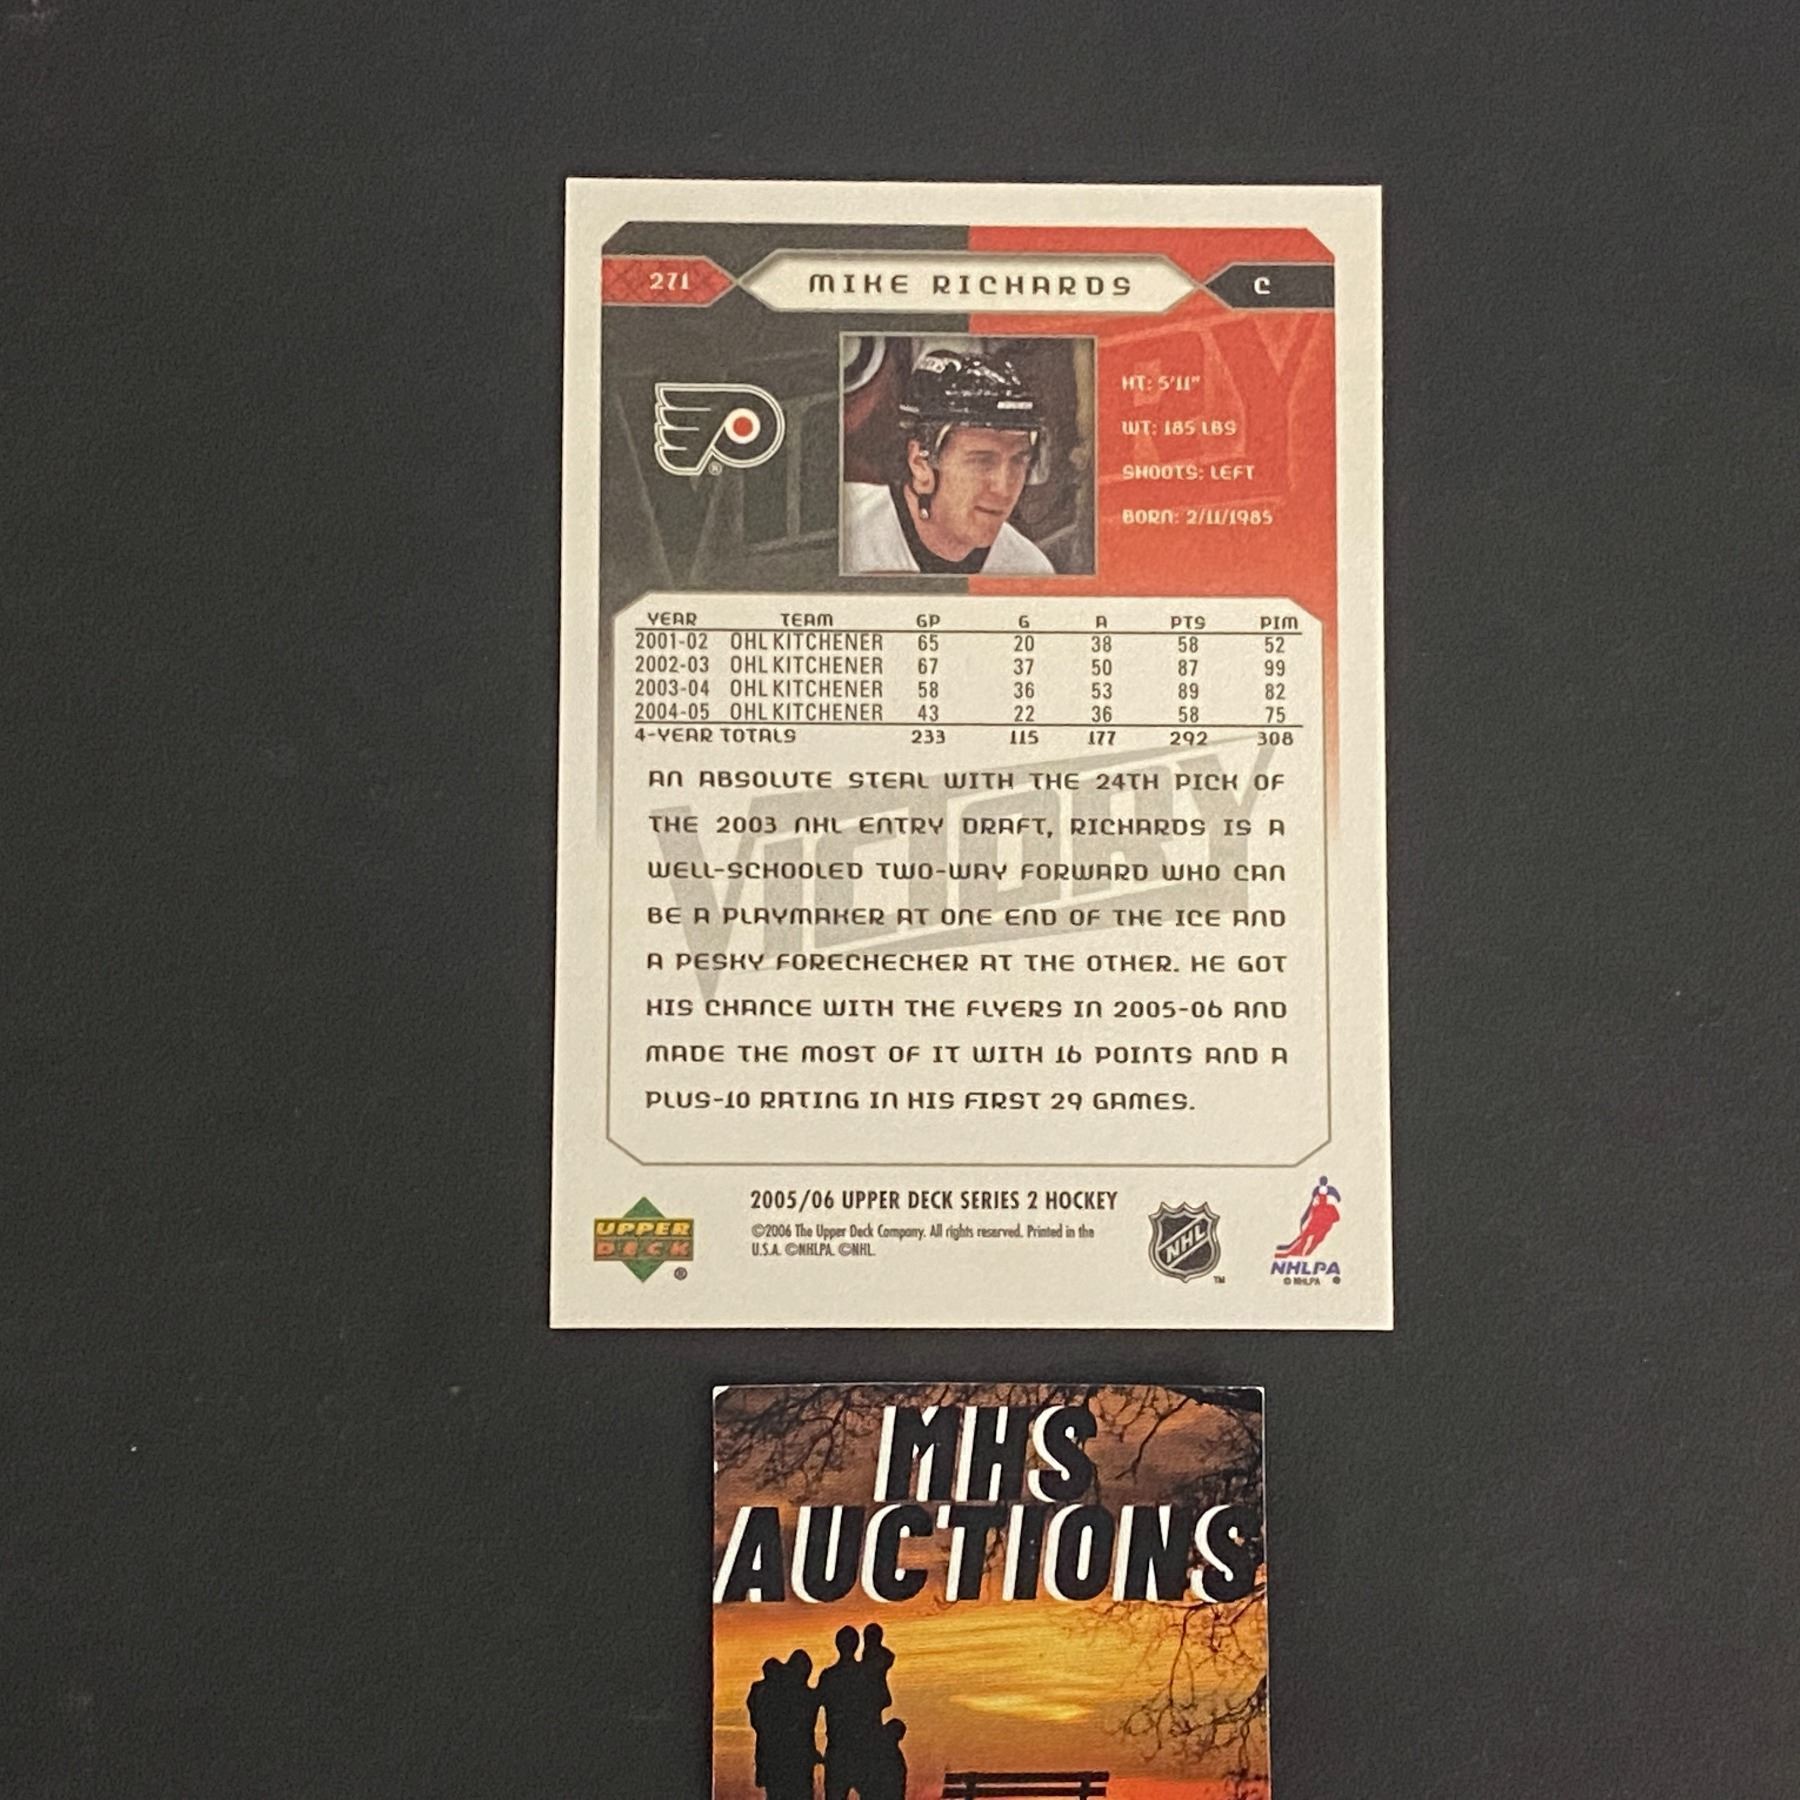 271 MIKE RICHARDS C
HT: 5'11"
WT: 185 LBS
SHOOTS: LEFT
BORN: 2/11/1985
YEAR TEAM GP G A PTS PIM
2001-02 OHL KITCHENER 65 20 38 58 52
2002-03 OHL KITCHENER 67 37 50 87 99
2003-04 OHL KITCHENER 58 36 53 89 82
2004-05 OHL KITCHENER 43 22 36 58 75
4-YEAR TOTALS 233 115 177 292 308
VICTORY
AN ABSOLUTE STEAL WITH THE 24TH PICK OF
THE 2003 NHL ENTRY DRAFT, RICHARDS IS A
WELL-SCHOOLED TWO-WAY FORWARD WHO CAN
BE A PLAYMAKER AT ONE END OF THE ICE AND
A PESKY FORECHECKER AT THE OTHER. HE GOT
HIS CHANCE WITH THE FLYERS IN 2005-06 AND
MADE THE MOST OF IT WITH 16 POINTS AND A
PLUS-10 RATING IN HIS FIRST 29 GAMES.
UPPER
DECK
®
2005/06 UPPER DECK SERIES 2 HOCKEY
©2006 The Upper Deck Company. All rights reserved. Printed in the
U.S.A. ©NHLPA. ©NHL.
NHL
TM
NHLPA
© NHLPA ®
MHS
AUCTIONS